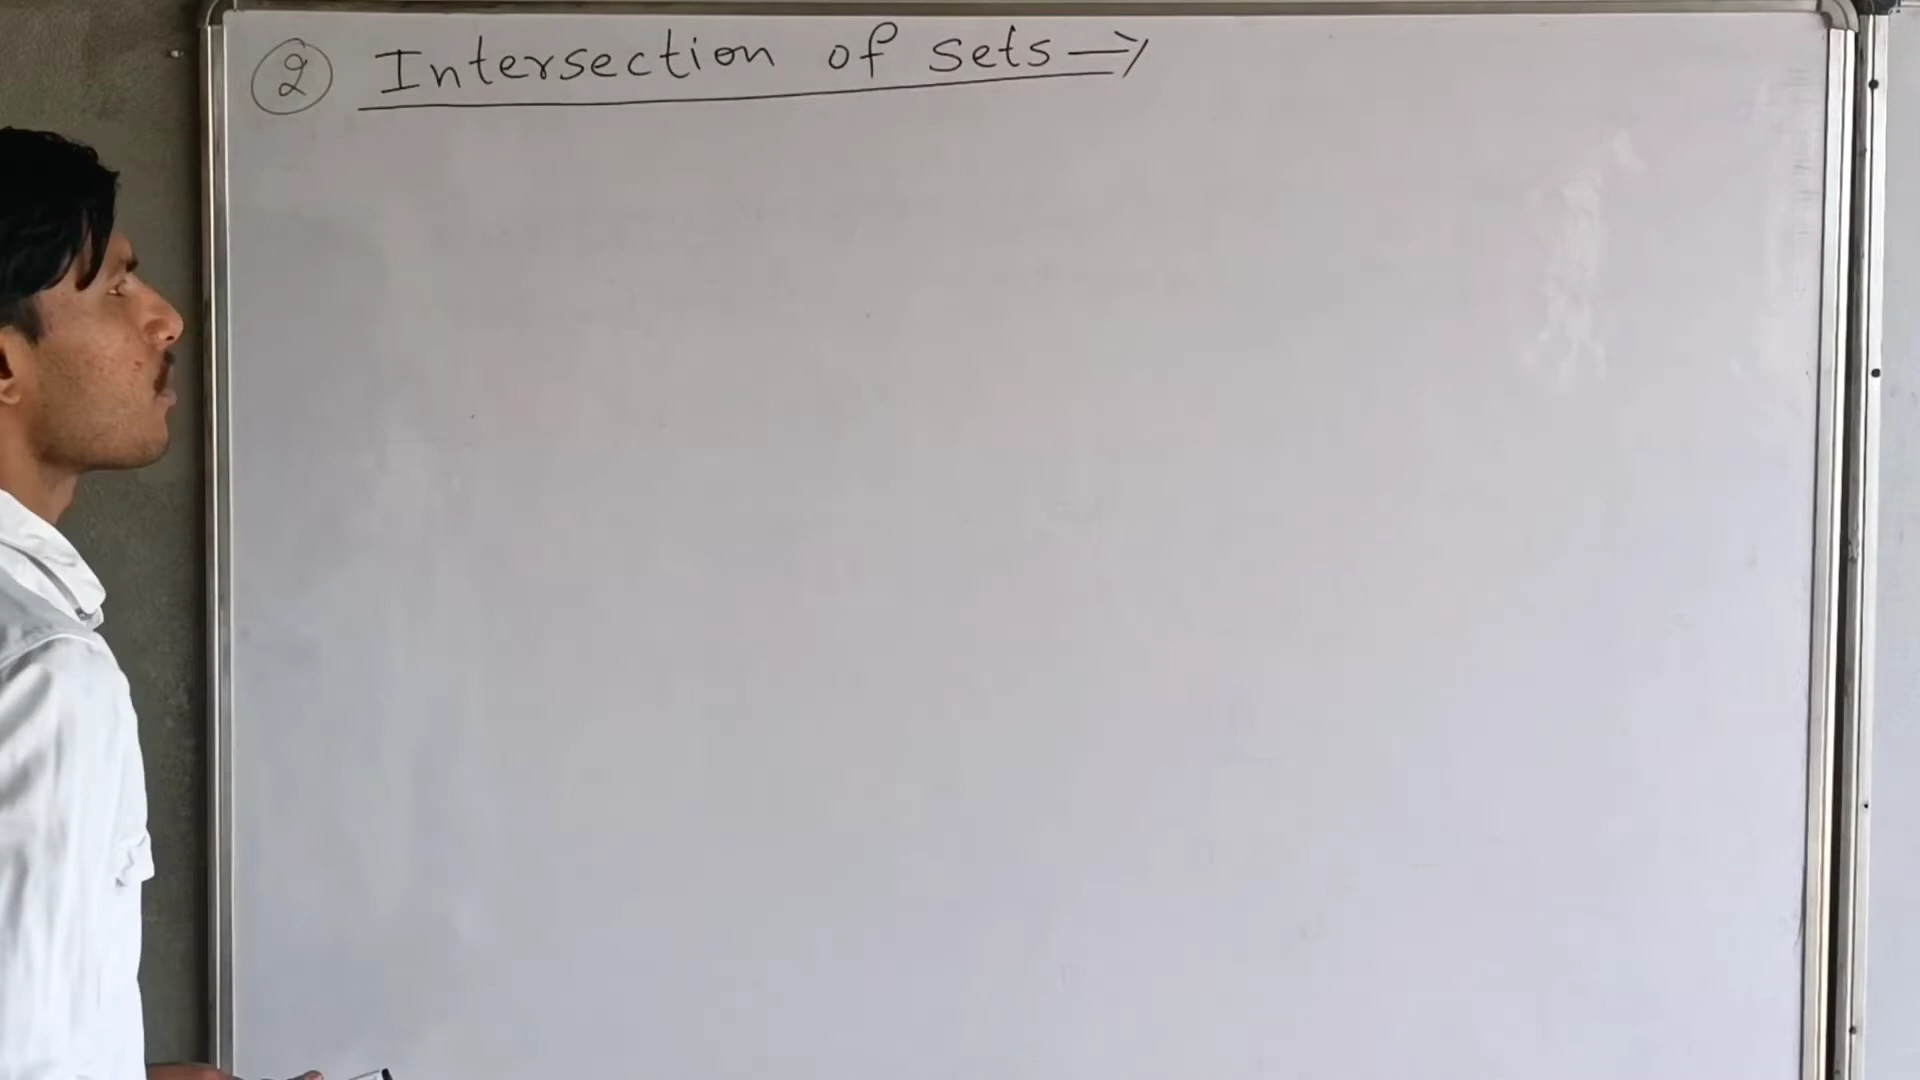 ② Intersection of sets ⇒